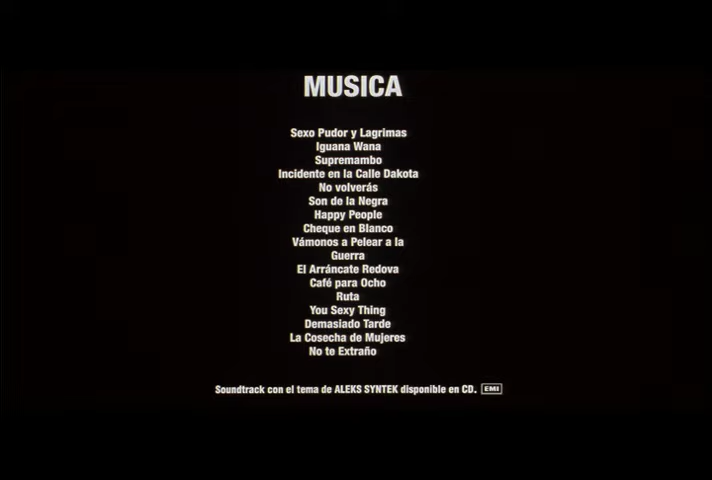 MUSICA
Sexo Pudor y Lagrimas
Iguana Wana
Supremambo
Incidente en la Calle Dakota
No volverás
Son de la Negra
Happy People
Cheque en Blanco
Vámonos a Pelear a la
Guerra
El Arráncate Redova
Café para Ocho
Ruta
You Sexy Thing
Demasiado Tarde
La Cosecha de Mujeres
No te Extraño
Soundtrack con el tema de ALEKS SYNTEK disponible en CD. EMI